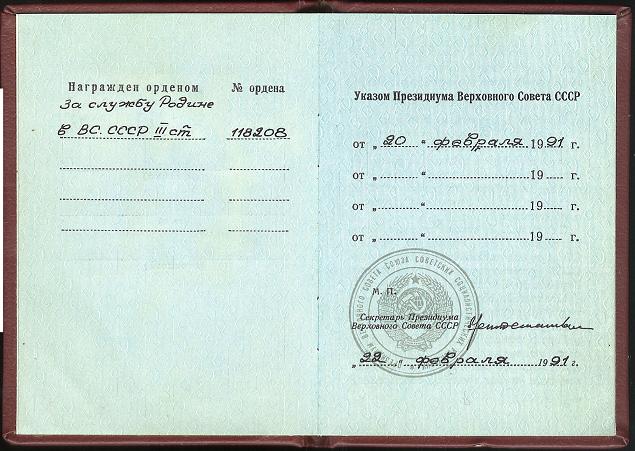 Награжден орденом № ордена
За службу Родине
в ВС. СССР III ст 118208
Указом Президиума Верховного Совета СССР
от „ 20 “ февраля 1991 г.
от „ “ 19 г.
от „ “ 19 г.
от „ “ 19 г.
М. П.
Секретарь Президиума
Верховного Совета СССР
„ 22 “ февраля 1991 г.